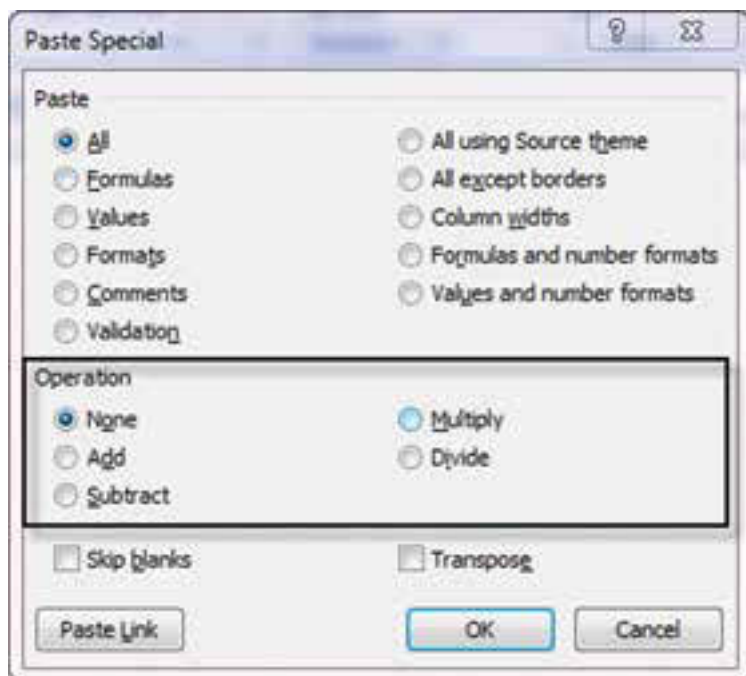 Paste Special
Paste
All
All using Source theme
Formulas
All except borders
Values
Column widths
Formats
Formulas and number formats
Comments
Values and number formats
Validation
Operation
None
Multiply
Add
Divide
Subtract
Skip blanks
Transpose
Paste Link
OK
Cancel